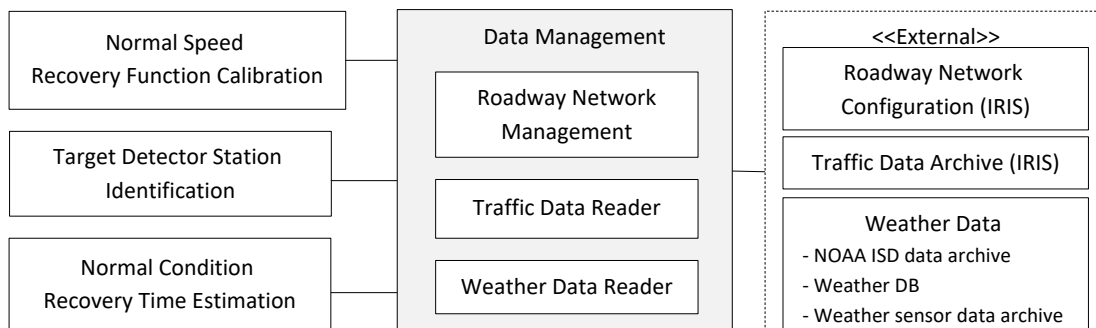 Normal Speed
Recovery Function Calibration
Target Detector Station
Identification
Normal Condition
Recovery Time Estimation
Data Management
Roadway Network
Management
Traffic Data Reader
Weather Data Reader
<<External>>
Roadway Network
Configuration (IRIS)
Traffic Data Archive (IRIS)
Weather Data
- NOAA ISD data archive
- Weather DB
- Weather sensor data archive